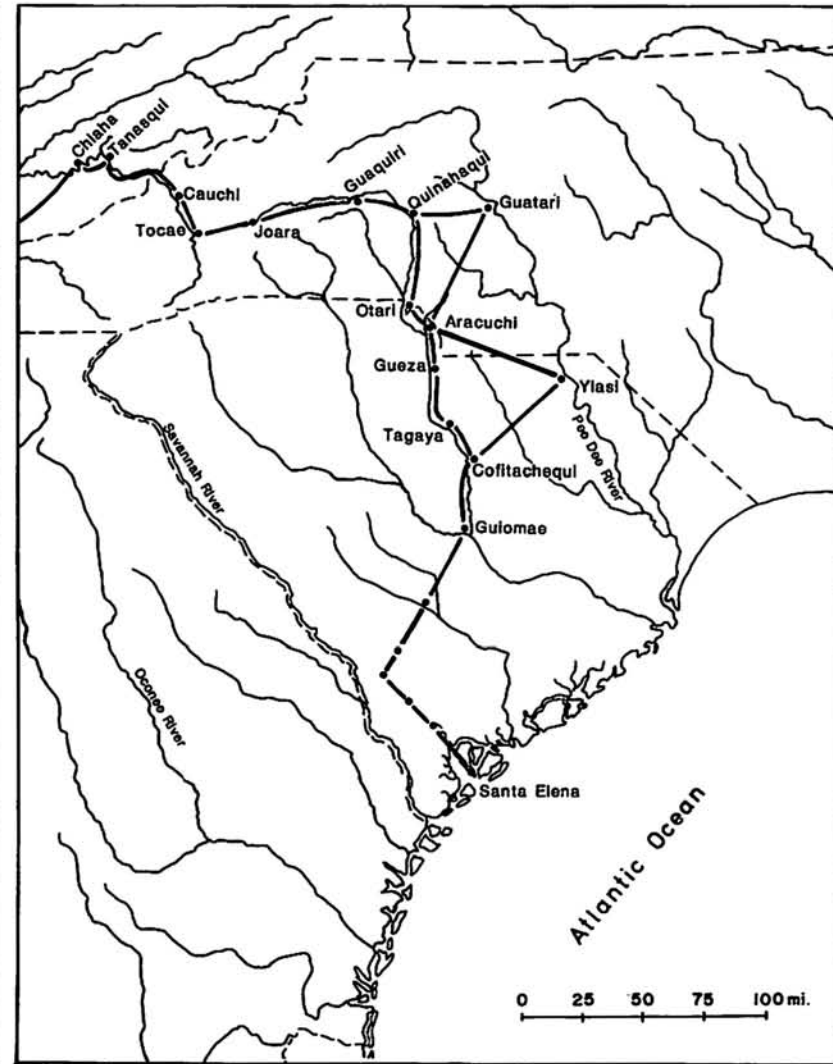 Chiaha
Tanasqui
Cauchi
Tocae
Joara
Guaquiri
Quinahaqui
Guatari
Otari
Aracuchi
Gueza
Ylasi
Tagaya
Cofitachequi
Pee Dee River
Savannah River
Guiomae
Oconee River
Santa Elena
Atlantic Ocean
0 25 50 75 100 mi.